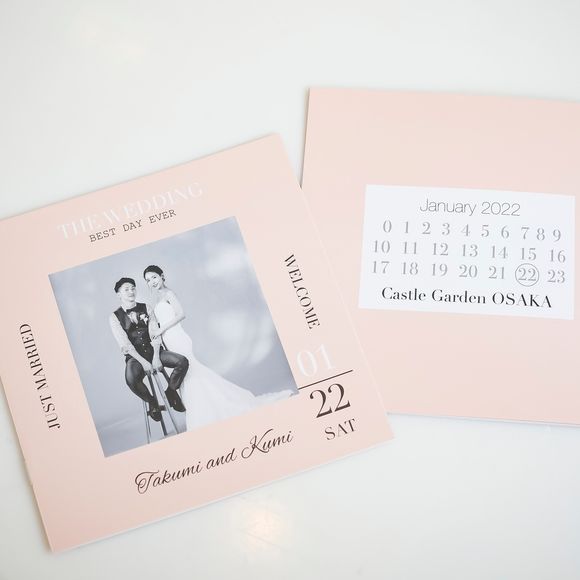 THE WEDDING
BEST DAY EVER
JUST MARRIED
WELCOME
01
22
SAT
Takumi and Kumi
January 2022
0 1 2 3 4 5 6 7 8 9
10 11 12 13 14 15 16
17 18 19 20 21 22 23
Castle Garden OSAKA